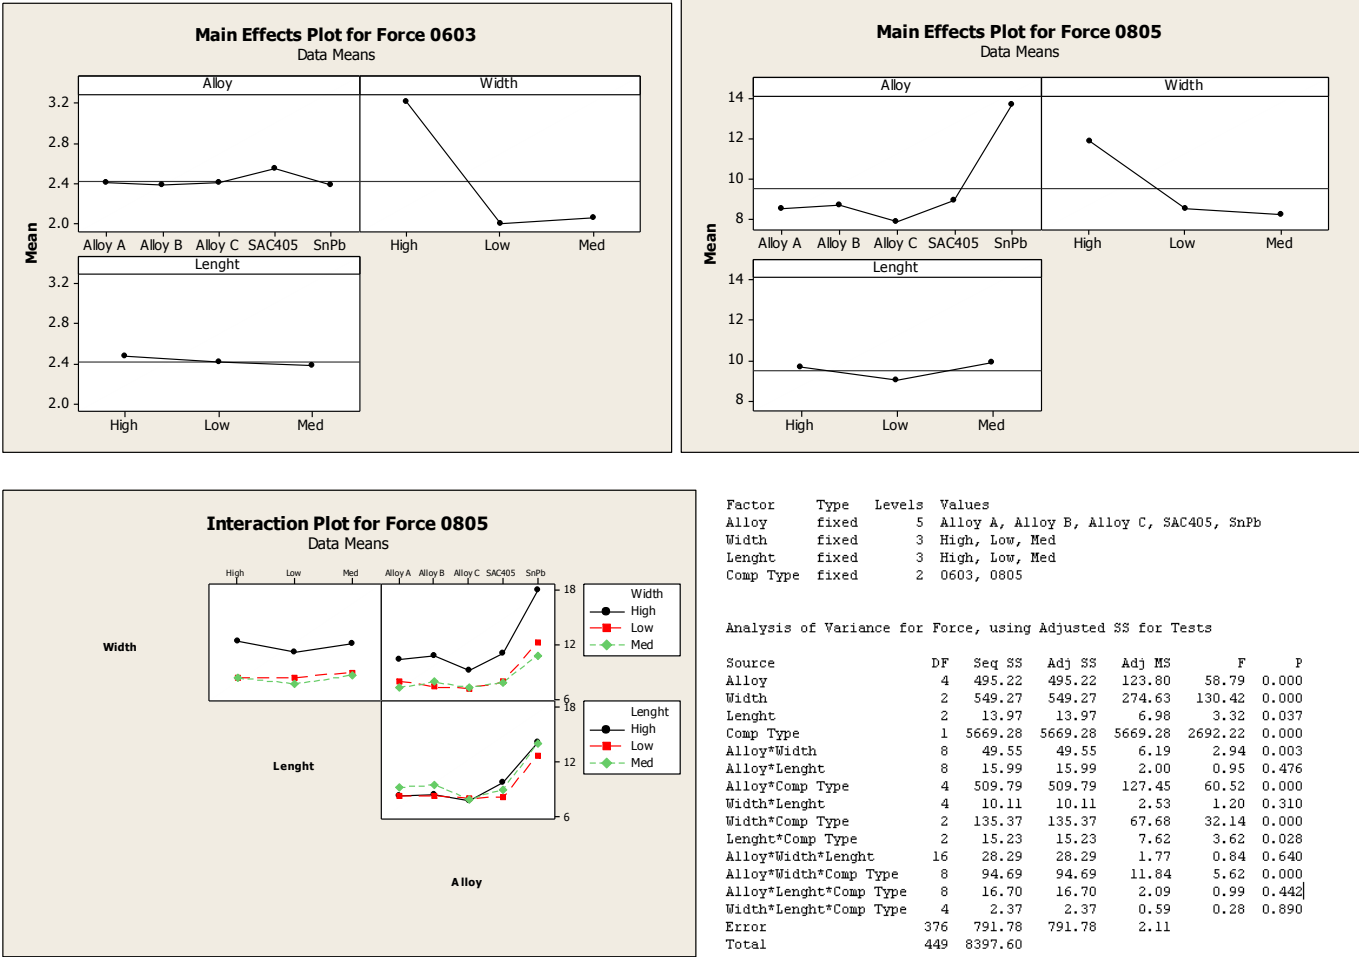 Main Effects Plot for Force 0603
Data Means
Alloy Width
3.2
2.8
2.4
2.0
Alloy A Alloy B Alloy C SAC405 SnPb High Low Med
Mean
Lenght
3.2
2.8
2.4
2.0
High Low Med
Main Effects Plot for Force 0805
Data Means
Alloy Width
14
12
10
8
Alloy A Alloy B Alloy C SAC405 SnPb High Low Med
Mean
Lenght
14
12
10
8
High Low Med
Interaction Plot for Force 0805
Data Means
High Low Med Alloy A Alloy B Alloy C SAC405 SnPb
Width
18
12
6
Width
High
Low
Med
Lenght
18
12
6
Lenght
High
Low
Med
Alloy
Factor Type Levels Values
Alloy fixed 5 Alloy A, Alloy B, Alloy C, SAC405, SnPb
Width fixed 3 High, Low, Med
Lenght fixed 3 High, Low, Med
Comp Type fixed 2 0603, 0805
Analysis of Variance for Force, using Adjusted SS for Tests
Source DF Seq SS Adj SS Adj MS F P
Alloy 4 495.22 495.22 123.80 58.79 0.000
Width 2 549.27 549.27 274.63 130.42 0.000
Lenght 2 13.97 13.97 6.98 3.32 0.037
Comp Type 1 5669.28 5669.28 5669.28 2692.22 0.000
Alloy*Width 8 49.55 49.55 6.19 2.94 0.003
Alloy*Lenght 8 15.99 15.99 2.00 0.95 0.476
Alloy*Comp Type 4 509.79 509.79 127.45 60.52 0.000
Width*Lenght 4 10.11 10.11 2.53 1.20 0.310
Width*Comp Type 2 135.37 135.37 67.68 32.14 0.000
Lenght*Comp Type 2 15.23 15.23 7.62 3.62 0.028
Alloy*Width*Lenght 16 28.29 28.29 1.77 0.84 0.640
Alloy*Width*Comp Type 8 94.69 94.69 11.84 5.62 0.000
Alloy*Lenght*Comp Type 8 16.70 16.70 2.09 0.99 0.442
Width*Lenght*Comp Type 4 2.37 2.37 0.59 0.28 0.890
Error 376 791.78 791.78 2.11
Total 449 8397.60